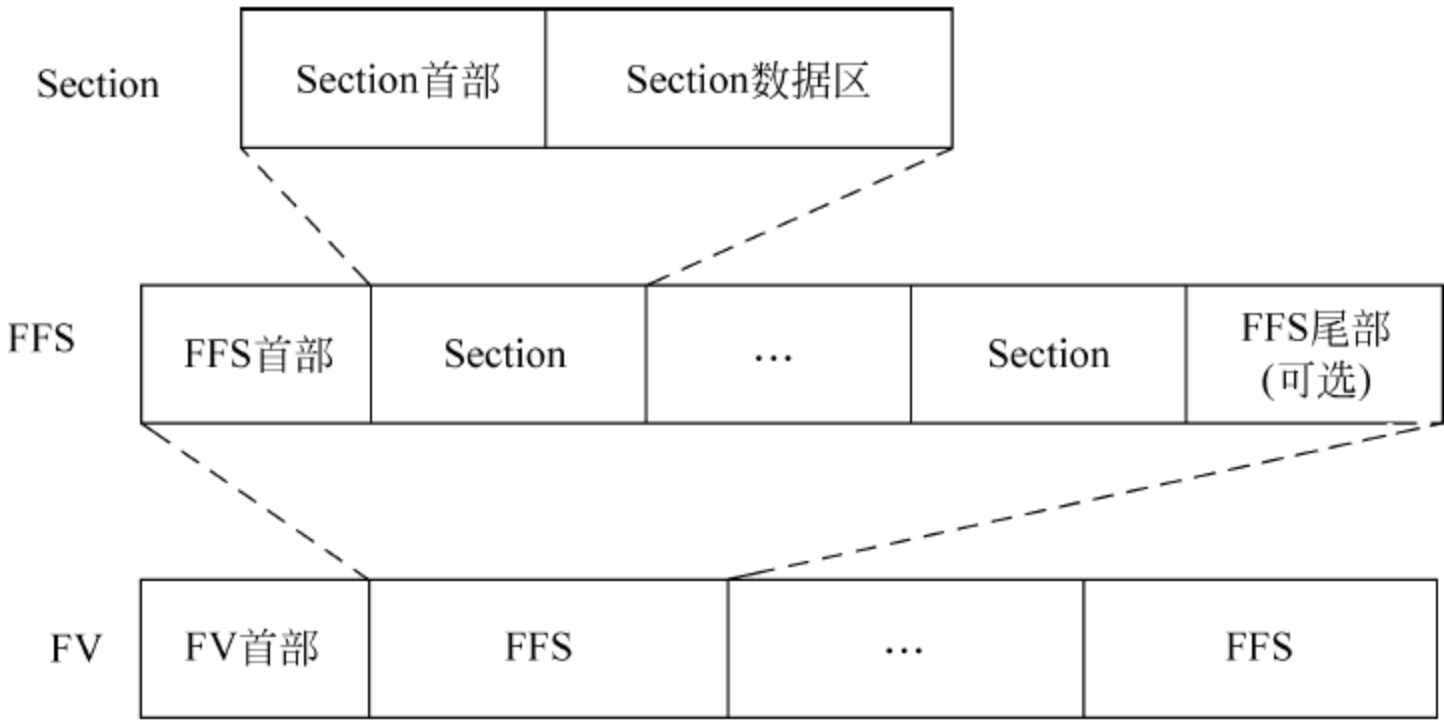 Section
Section首部
Section数据区
FFS
FFS首部
Section
...
Section
FFS尾部
(可选)
FV
FV首部
FFS
...
FFS